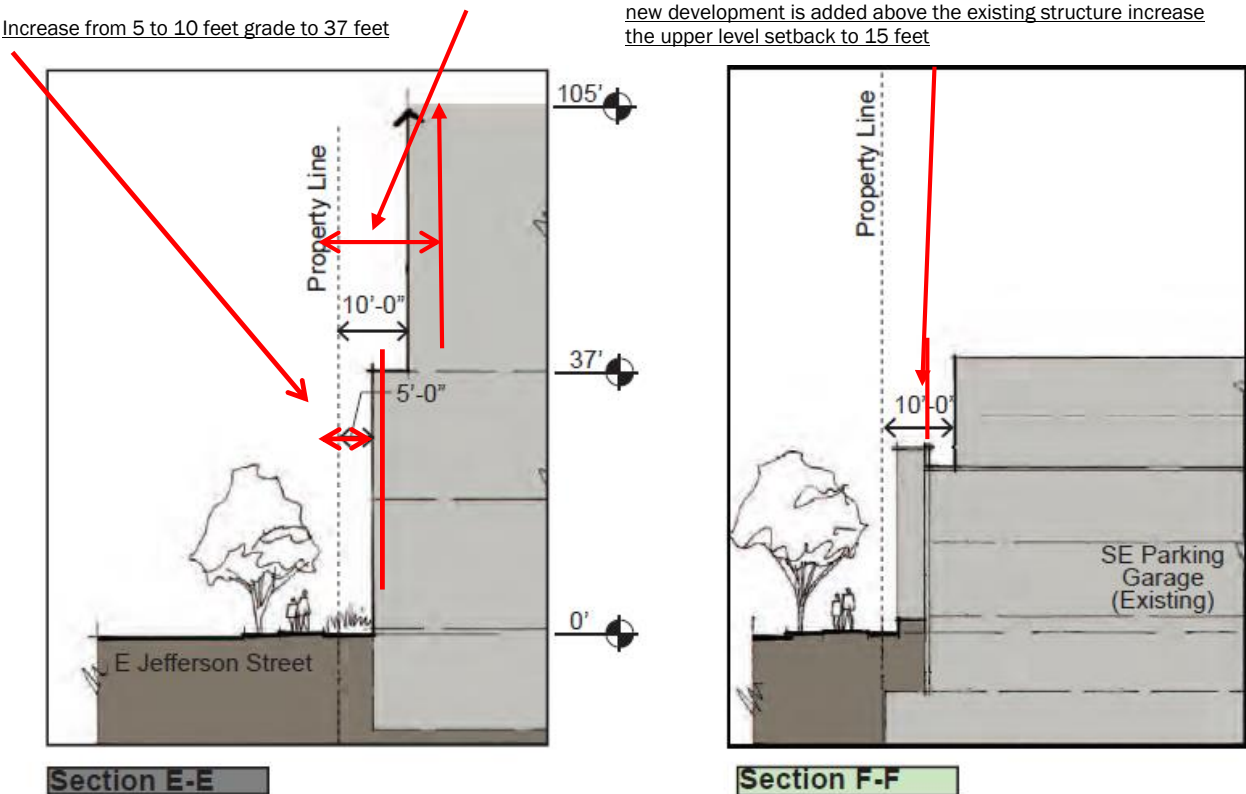 Increase from 5 to 10 feet grade to 37 feet
new development is added above the existing structure increase
the upper level setback to 15 feet
105'
Property Line
10'-0"
37'
5'-0"
0'
E Jefferson Street
Section E-E
Property Line
10'-0"
SE Parking
Garage
(Existing)
Section F-F